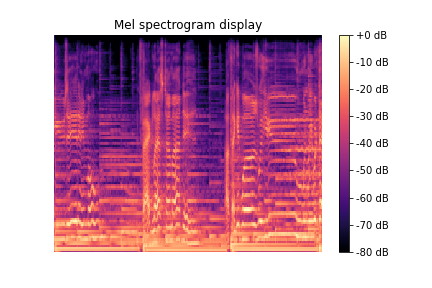 Mel spectrogram display
+0 dB
-10 dB
-20 dB
-30 dB
-40 dB
-50 dB
-60 dB
-70 dB
-80 dB